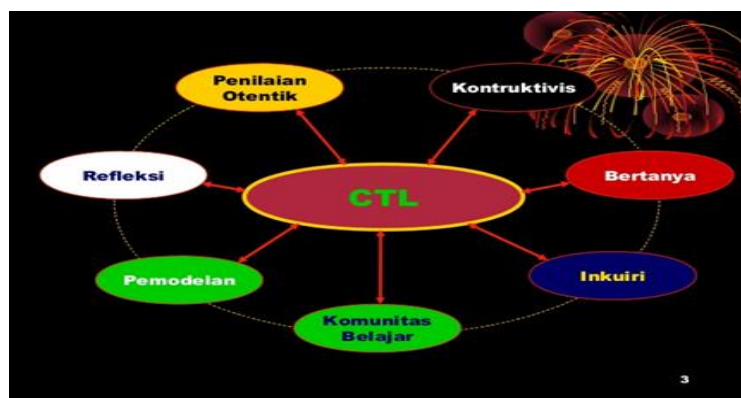 Penilaian
Otentik
Kontruktivis
Refleksi
CTL
Bertanya
Pemodelan
Inkuiri
Komunitas
Belajar
3